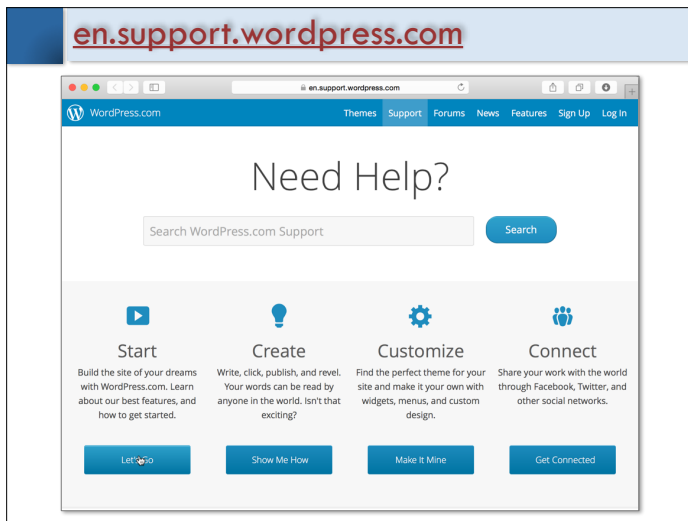 en.support.wordpress.com
en.support.wordpress.com
WordPress.com
Themes Support Forums News Features Sign Up Log In
Need Help?
Search WordPress.com Support
Search
Start
Build the site of your dreams
with WordPress.com. Learn
about our best features, and
how to get started.
Let's Go
Create
Write, click, publish, and revel.
Your words can be read by
anyone in the world. Isn't that
exciting?
Show Me How
Customize
Find the perfect theme for your
site and make it your own with
widgets, menus, and custom
design.
Make It Mine
Connect
Share your work with the world
through Facebook, Twitter, and
other social networks.
Get Connected